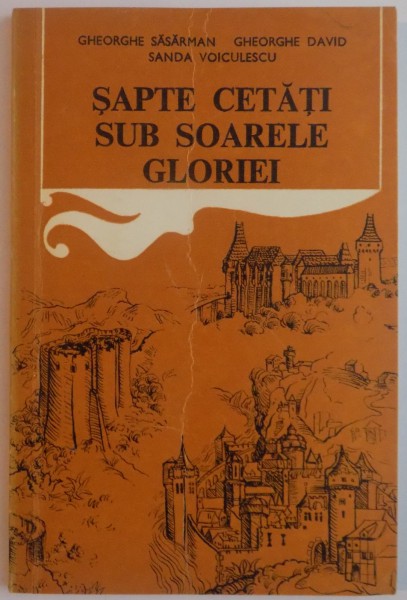 GHEORGHE SĂSĂRMAN GHEORGHE DAVID
SANDA VOICULESCU
ŞAPTE CETĂŢI
SUB SOARELE
GLORIEI